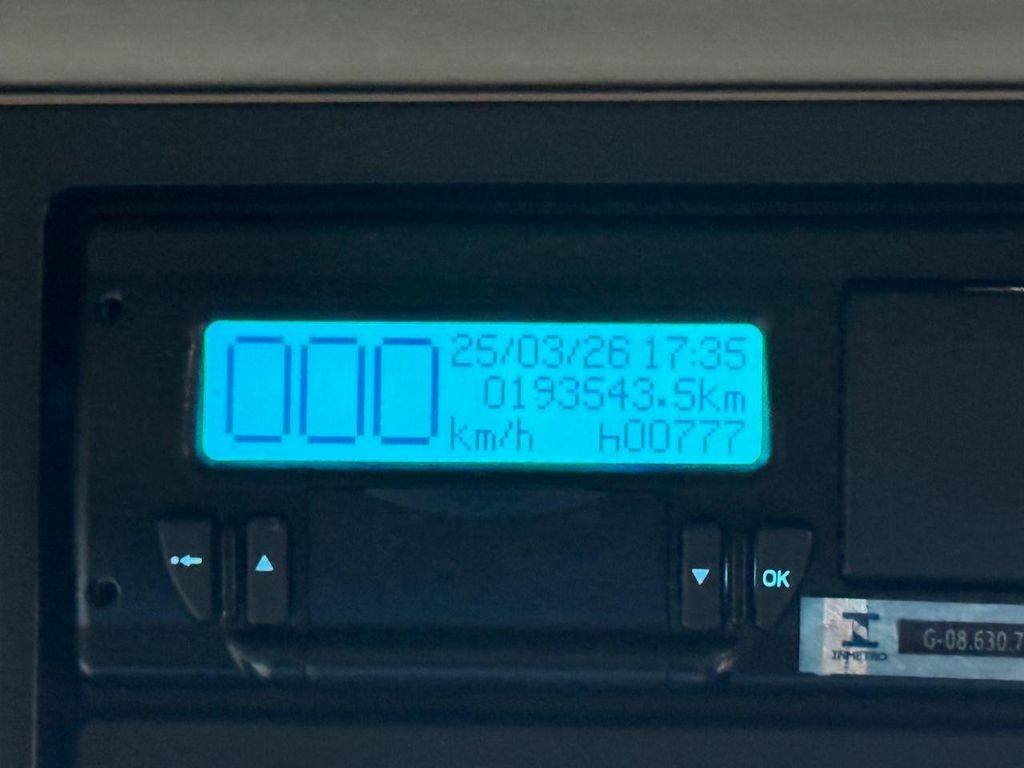 000 25/03/26 17:35
0193543.5km
km/h h00777
OK
INMETRO
G-08.630.7